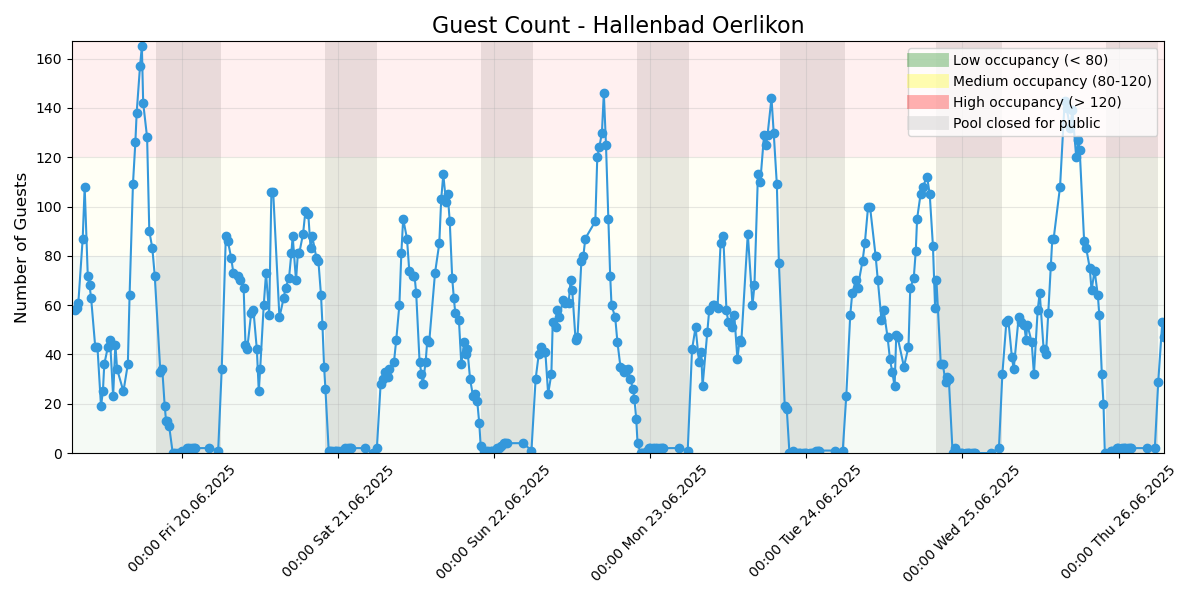 Guest Count - Hallenbad Oerlikon
Number of Guests
160
140
120
100
80
60
40
20
0
Low occupancy (< 80)
Medium occupancy (80-120)
High occupancy (> 120)
Pool closed for public
00:00 Fri 20.06.2025
00:00 Sat 21.06.2025
00:00 Sun 22.06.2025
00:00 Mon 23.06.2025
00:00 Tue 24.06.2025
00:00 Wed 25.06.2025
00:00 Thu 26.06.2025